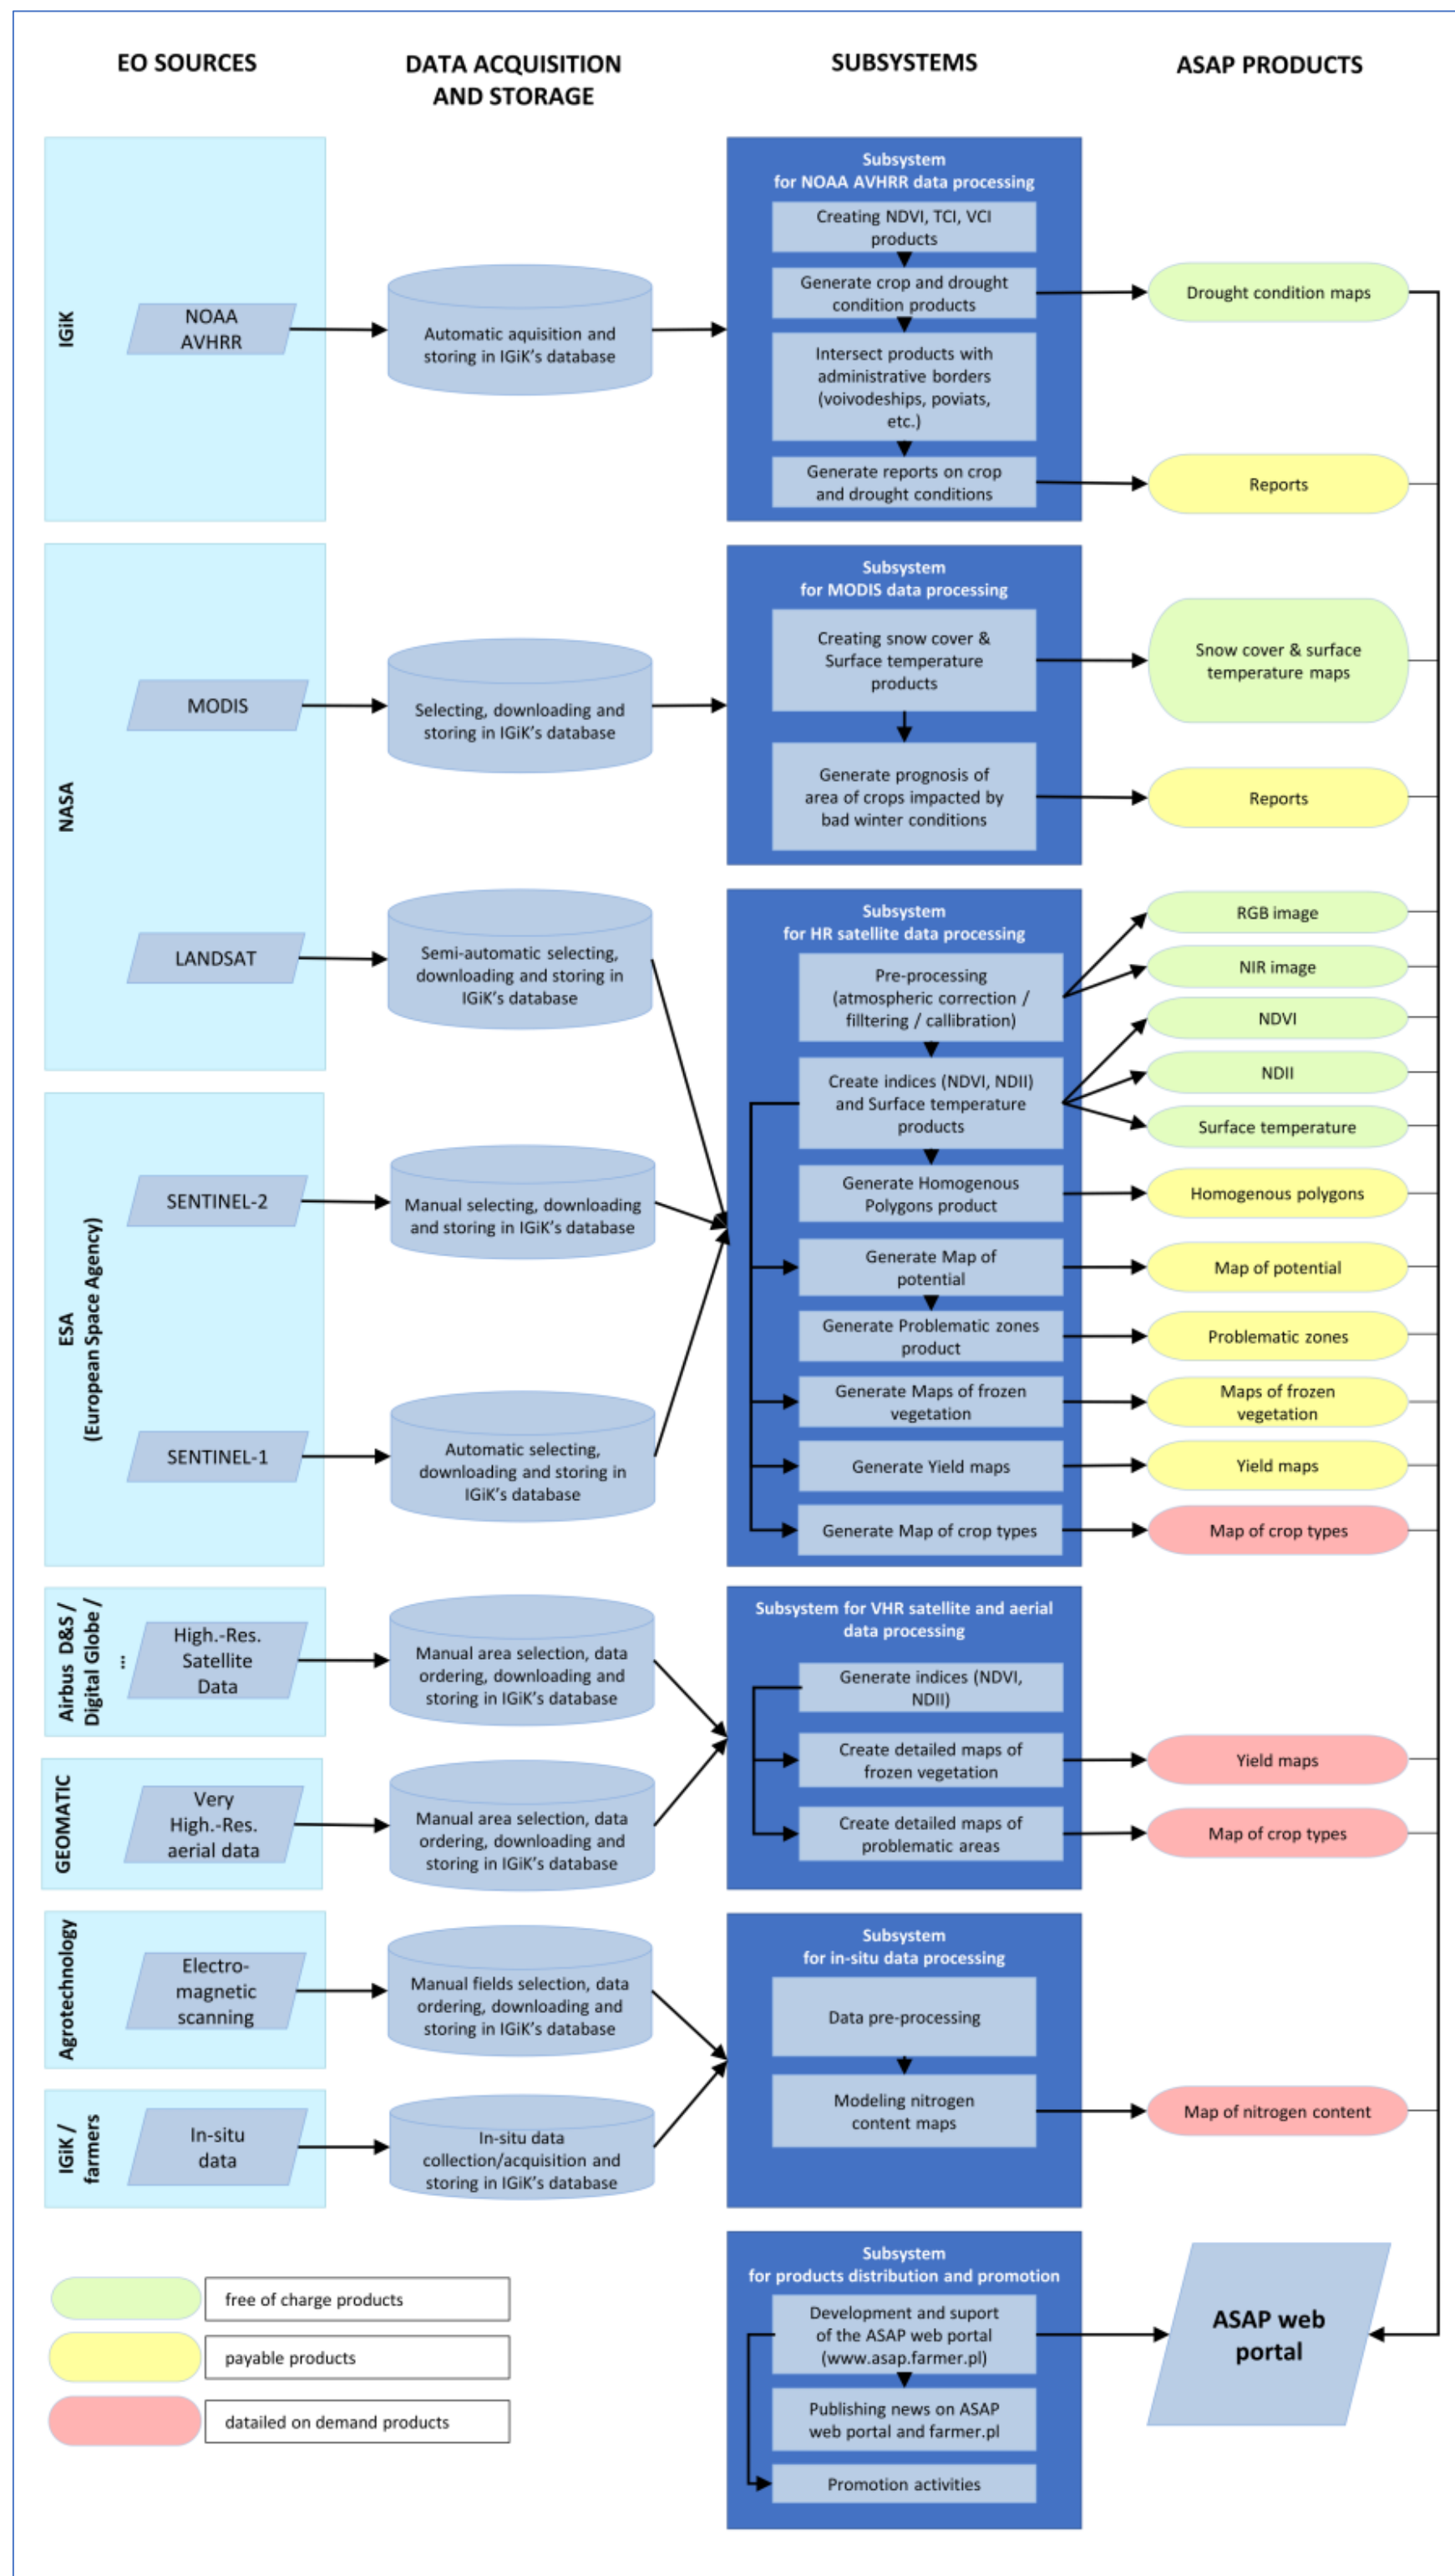 EO SOURCES
DATA ACQUISITION
AND STORAGE
SUBSYSTEMS
ASAP PRODUCTS
IGiK
NOAA
AVHRR
Automatic aquisition and
storing in IGiK's database
Subsystem
for NOAA AVHRR data processing
Creating NDVI, TCI, VCI
products
Generate crop and drought
condition products
Intersect products with
administrative borders
(voivodeships, poviats,
etc.)
Generate reports on crop
and drought conditions
Drought condition maps
Reports
NASA
MODIS
Selecting, downloading and
storing in IGiK's database
Subsystem
for MODIS data processing
Creating snow cover &
Surface temperature
products
Generate prognosis of
area of crops impacted by
bad winter conditions
Snow cover & surface
temperature maps
Reports
LANDSAT
Semi-automatic selecting,
downloading and storing in
IGiK's database
Subsystem
for HR satellite data processing
Pre-processing
(atmospheric correction /
filltering / callibration)
Create indices (NDVI, NDII)
and Surface temperature
products
Generate Homogenous
Polygons product
Generate Map of
potential
Generate Problematic zones
product
Generate Maps of frozen
vegetation
Generate Yield maps
Generate Map of crop types
RGB image
NIR image
NDVI
NDII
Surface temperature
Homogenous polygons
Map of potential
Problematic zones
Maps of frozen
vegetation
Yield maps
Map of crop types
ESA
(European Space Agency)
SENTINEL-2
Manual selecting, downloading
and storing in IGiK's database
SENTINEL-1
Automatic selecting,
downloading and storing in
IGiK's database
Airbus D&S /
Digital Globe /
...
High.-Res.
Satellite
Data
Manual area selection, data
ordering, downloading and
storing in IGiK's database
Subsystem for VHR satellite and aerial
data processing
Generate indices (NDVI,
NDII)
Create detailed maps of
frozen vegetation
Create detailed maps of
problematic areas
Yield maps
Map of crop types
GEOMATIC
Very
High.-Res.
aerial data
Manual area selection, data
ordering, downloading and
storing in IGiK's database
Agrotechnology
Electro-
magnetic
scanning
Manual fields selection, data
ordering, downloading and
storing in IGiK's database
Subsystem
for in-situ data processing
Data pre-processing
Modeling nitrogen
content maps
Map of nitrogen content
IGiK /
farmers
In-situ
data
In-situ data
collection/acquisition and
storing in IGiK's database
Subsystem
for products distribution and promotion
Development and suport
of the ASAP web portal
(www.asap.farmer.pl)
Publishing news on ASAP
web portal and farmer.pl
Promotion activities
ASAP web
portal
free of charge products
payable products
datailed on demand products